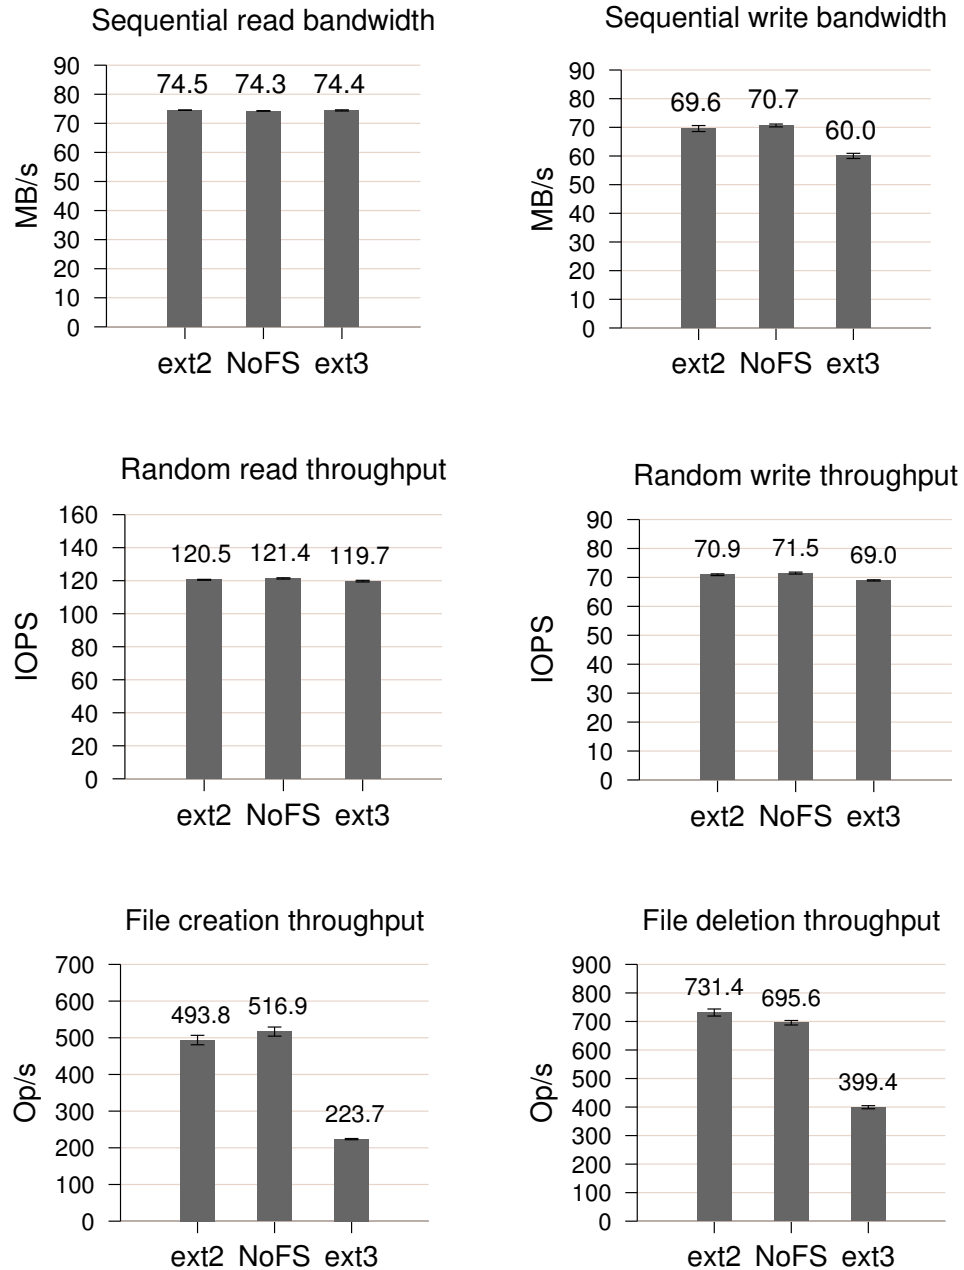 Sequential read bandwidth
90
80
70
60
50
40
30
20
10
0
MB/s
74.5 74.3 74.4
ext2 NoFS ext3
Sequential write bandwidth
90
80
70
60
50
40
30
20
10
0
MB/s
69.6 70.7 60.0
ext2 NoFS ext3
Random read throughput
160
140
120
100
80
60
40
20
0
IOPS
120.5 121.4 119.7
ext2 NoFS ext3
Random write throughput
90
80
70
60
50
40
30
20
10
0
IOPS
70.9 71.5 69.0
ext2 NoFS ext3
File creation throughput
700
600
500
400
300
200
100
0
Op/s
493.8 516.9 223.7
ext2 NoFS ext3
File deletion throughput
900
800
700
600
500
400
300
200
100
0
Op/s
731.4 695.6 399.4
ext2 NoFS ext3